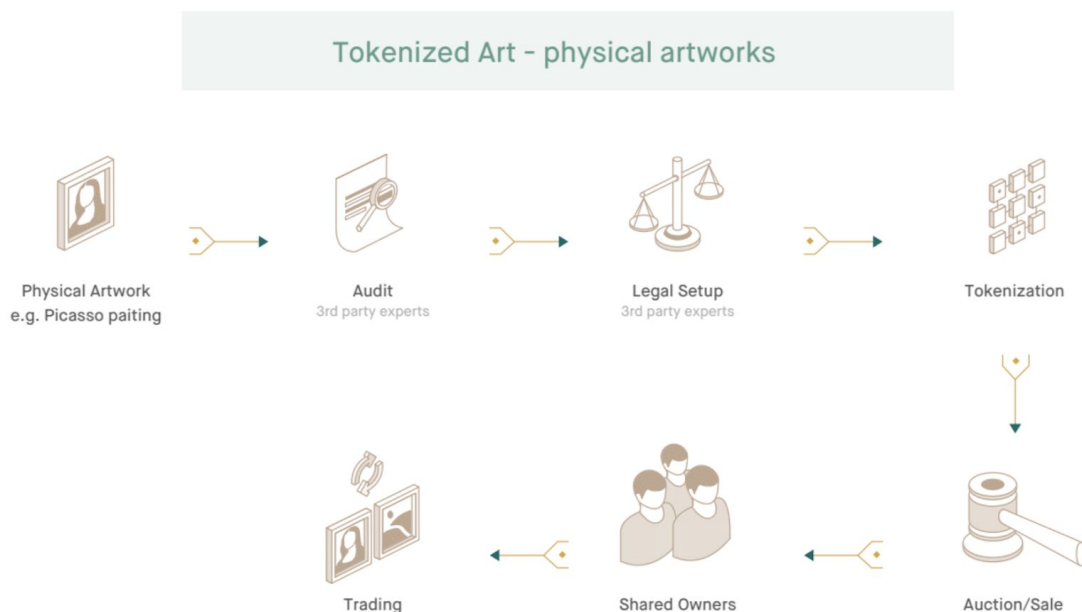 Tokenized Art - physical artworks
Physical Artwork
e.g. Picasso paiting
Audit
3rd party experts
Legal Setup
3rd party experts
Tokenization
Trading
Shared Owners
Auction/Sale